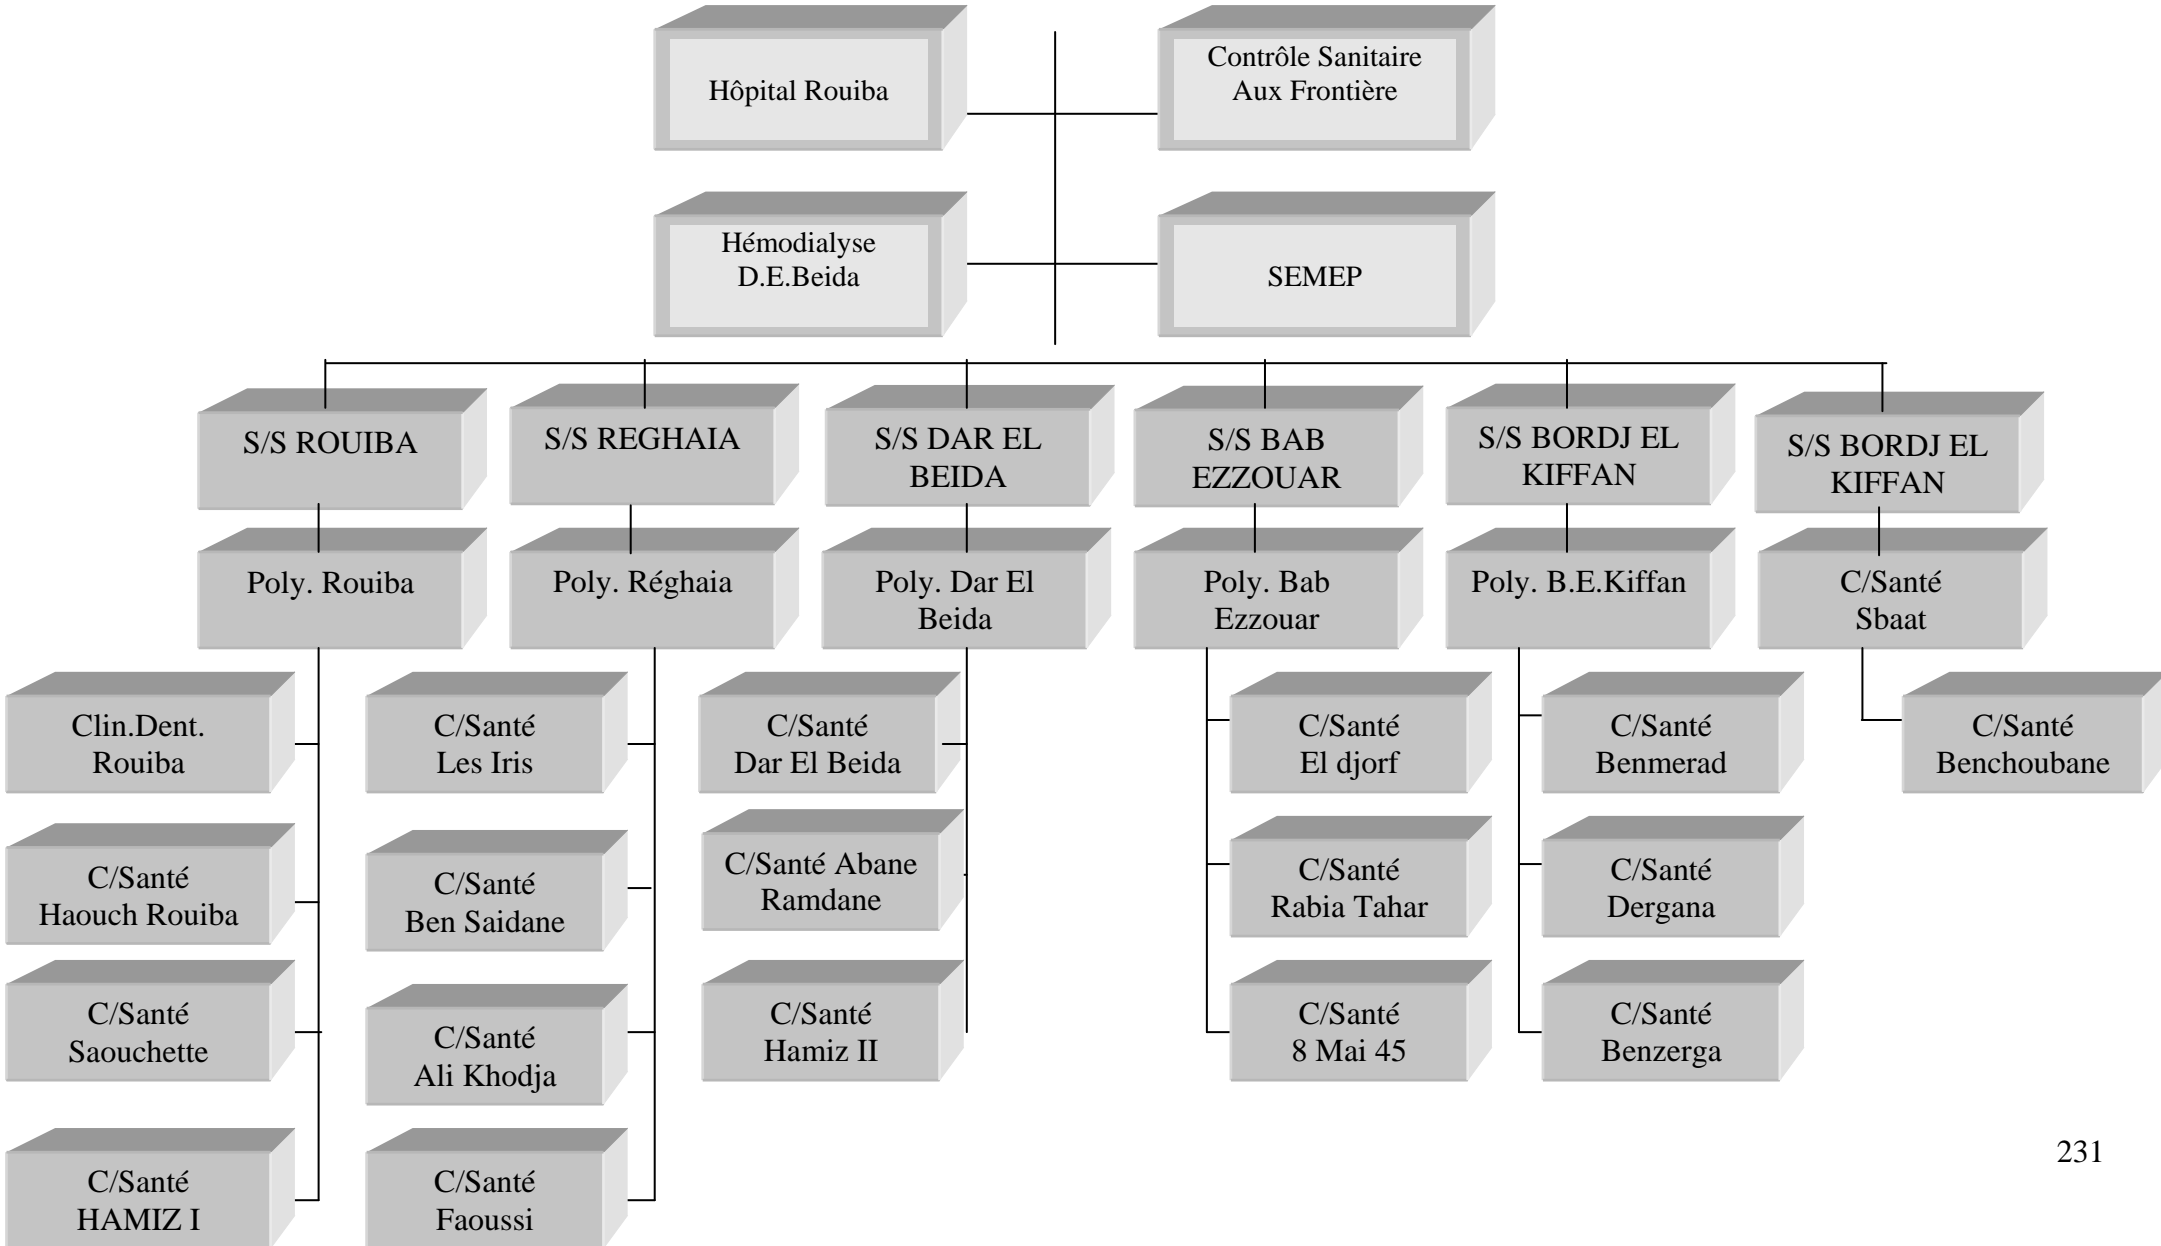 Hôpital Rouiba
Contrôle Sanitaire
Aux Frontière
Hémodialyse
D.E.Beida
SEMEP
S/S ROUIBA
S/S REGHAIA
S/S DAR EL
BEIDA
S/S BAB
EZZOUAR
S/S BORDJ EL
KIFFAN
S/S BORDJ EL
KIFFAN
Poly. Rouiba
Poly. Réghaia
Poly. Dar El
Beida
Poly. Bab
Ezzouar
Poly. B.E.Kiffan
C/Santé
Sbaat
Clin.Dent.
Rouiba
C/Santé
Les Iris
C/Santé
Dar El Beida
C/Santé
El djorf
C/Santé
Benmerad
C/Santé
Benchoubane
C/Santé
Haouch Rouiba
C/Santé
Ben Saidane
C/Santé Abane
Ramdane
C/Santé
Rabia Tahar
C/Santé
Dergana
C/Santé
Saouchette
C/Santé
Ali Khodja
C/Santé
Hamiz II
C/Santé
8 Mai 45
C/Santé
Benzerga
C/Santé
HAMIZ I
C/Santé
Faoussi
231